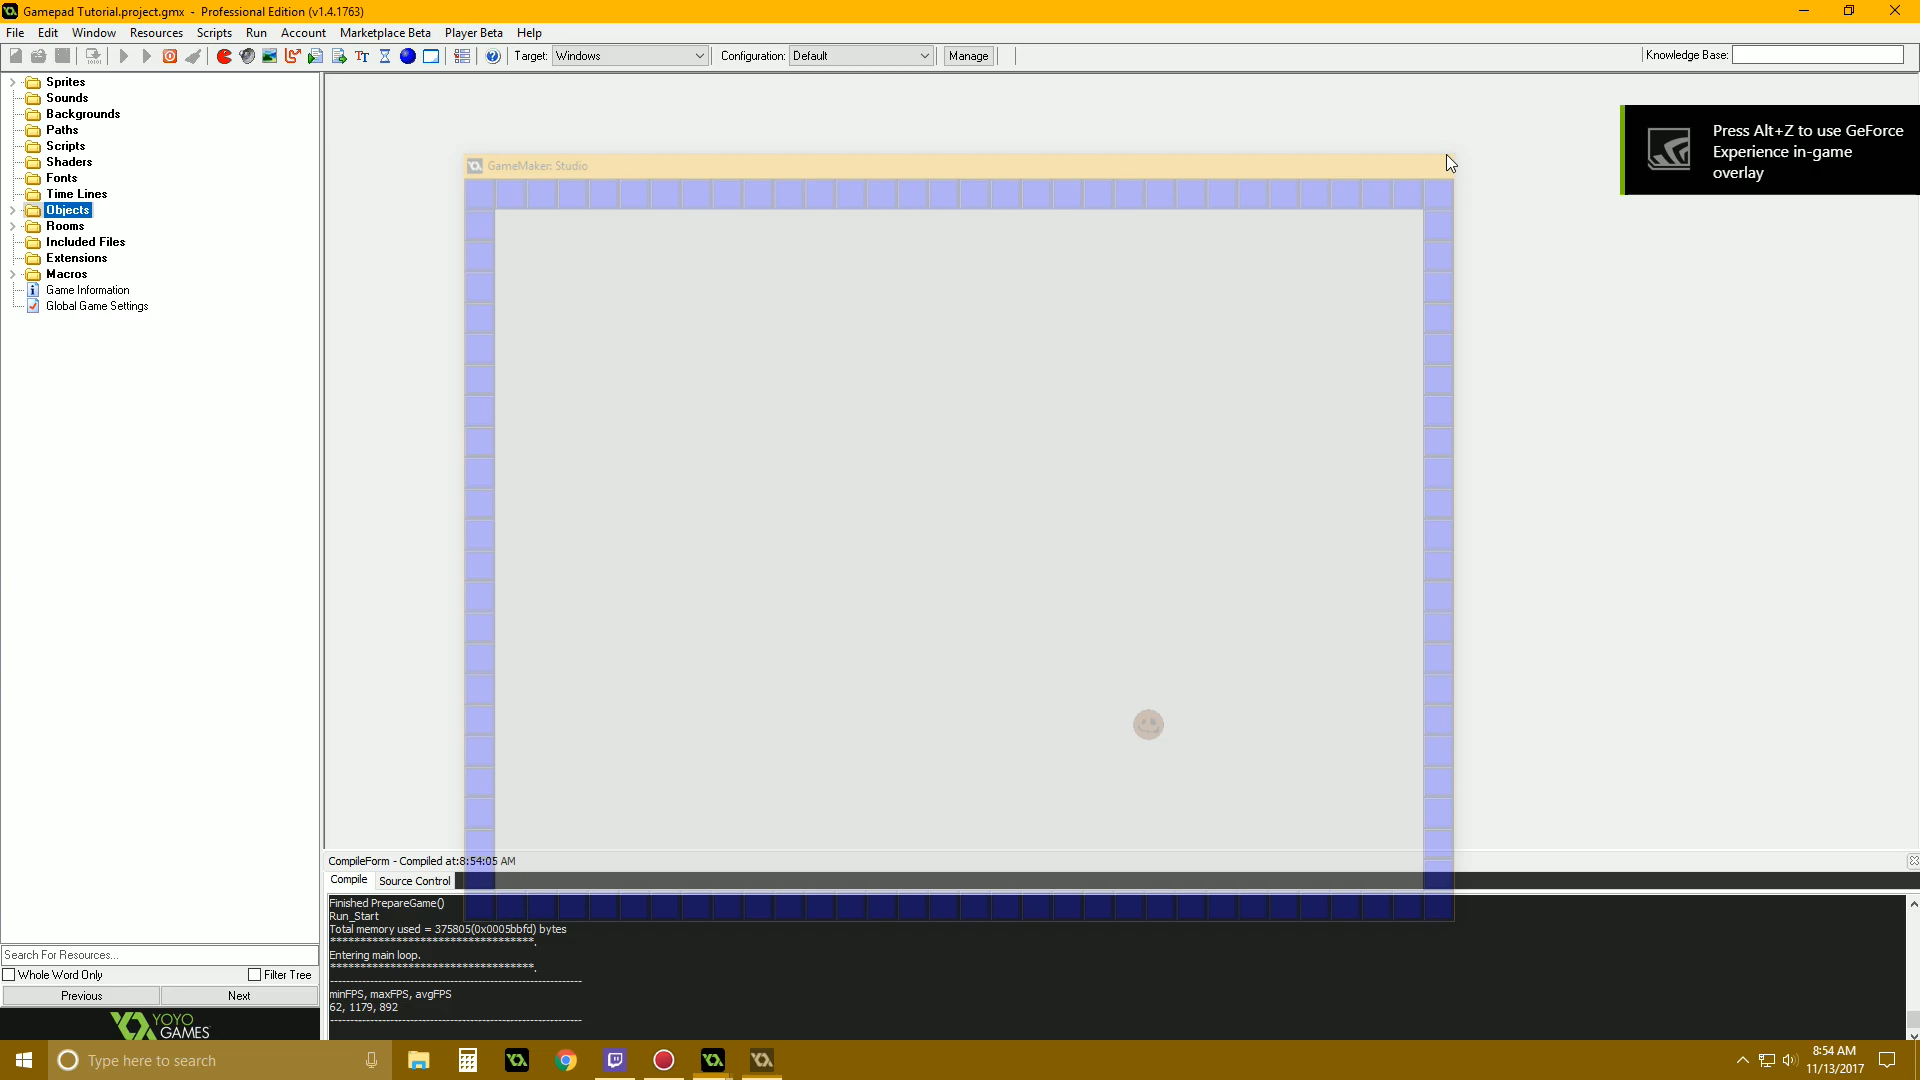 Gamepad Tutorial.project.gmx - Professional Edition (v1.4.1763)
File Edit Window Resources Scripts Run Account Marketplace Beta Player Beta Help
Target: Windows Configuration: Default Manage Knowledge Base:
Sprites
Sounds
Backgrounds
Paths
Scripts
Shaders
Fonts
Time Lines
Objects
Rooms
Included Files
Extensions
Macros
Game Information
Global Game Settings
Press Alt+Z to use GeForce
Experience in-game
overlay
GameMaker: Studio
CompileForm - Compiled at:8:54:05 AM
Compile Source Control
Finished PrepareGame()
Run_Start
Total memory used = 375805(0x0005bbfd) bytes
**********************************.
Entering main loop.
**********************************.
minFPS, maxFPS, avgFPS
62, 1179, 892
Search For Resources...
Whole Word Only Filter Tree
Previous Next
YOYO
GAMES
Type here to search
8:54 AM
11/13/2017